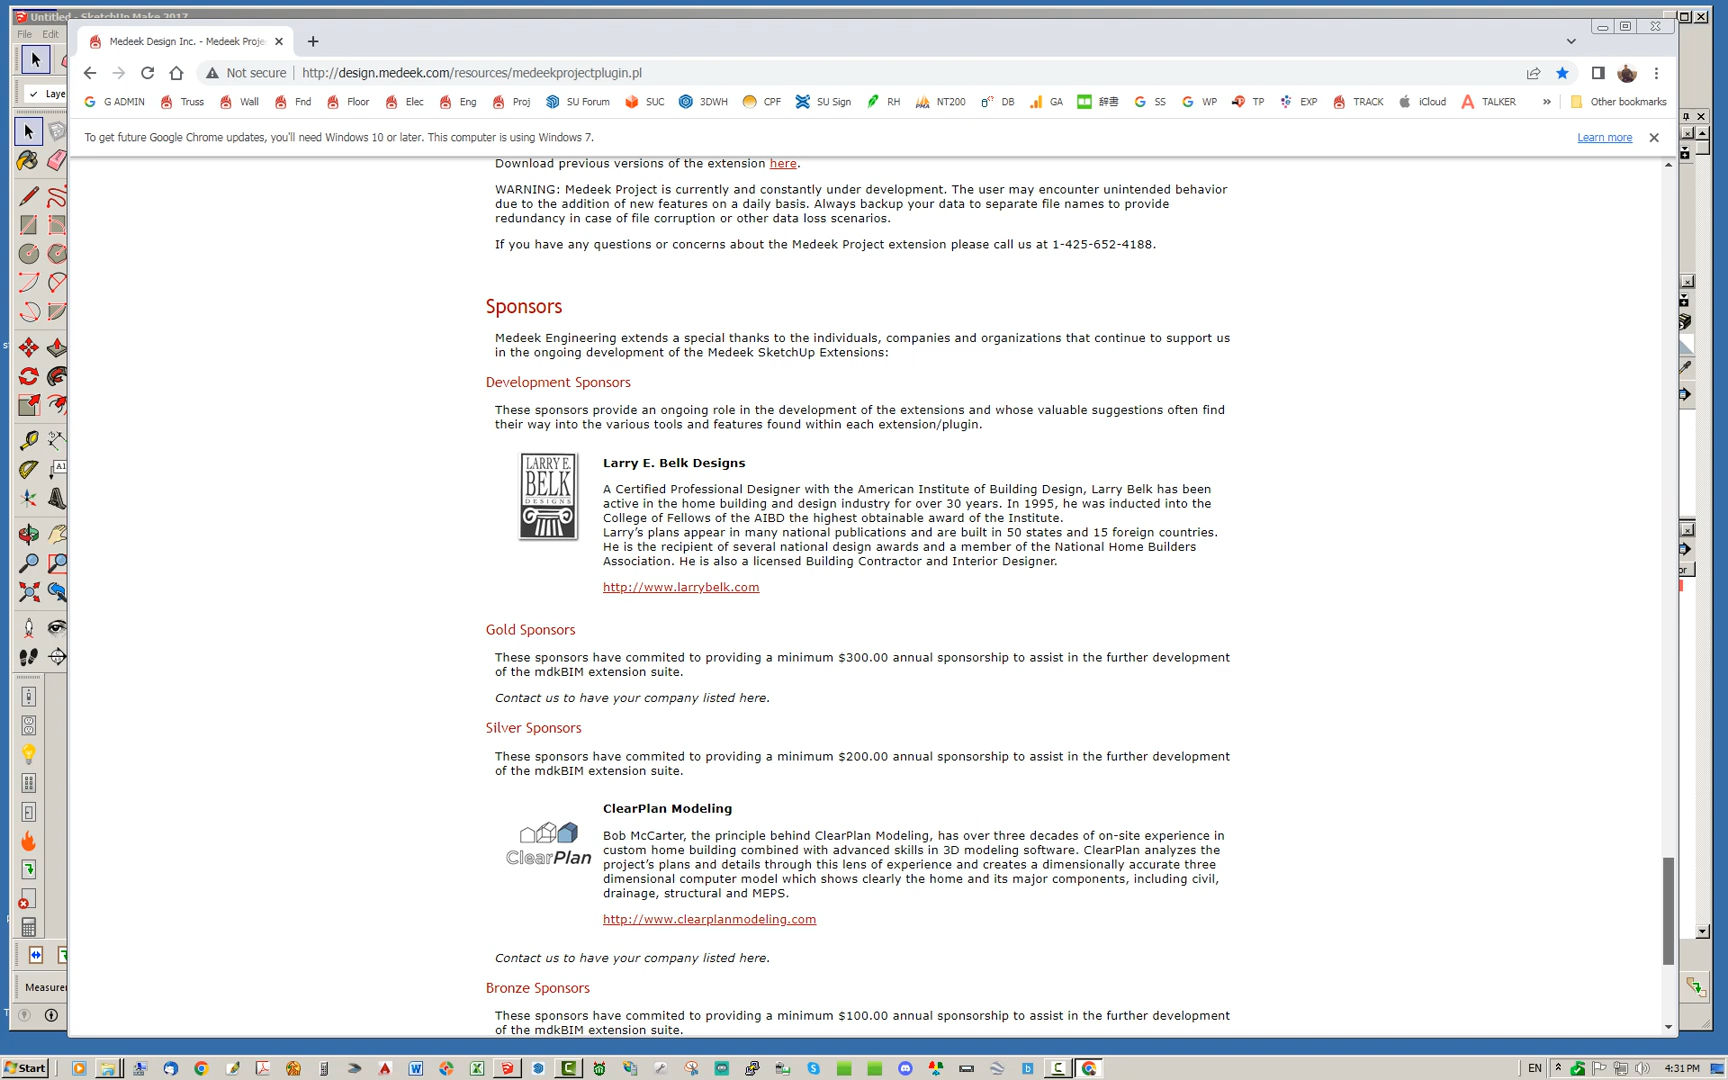 Untitled - SketchUp Make 2017
File Edit
Medeek Design Inc. - Medeek Proje
Not secure http://design.medeek.com/resources/medeekprojectplugin.pl
G ADMIN Truss Wall Fnd Floor Elec Eng Proj SU Forum SUC 3DWH CPF SU Sign RH NT200 DB GA 辞書 SS WP TP EXP TRACK iCloud TALKER » Other bookmarks
Laye
To get future Google Chrome updates, you'll need Windows 10 or later. This computer is using Windows 7. Learn more
Download previous versions of the extension here.
WARNING: Medeek Project is currently and constantly under development. The user may encounter unintended behavior
due to the addition of new features on a daily basis. Always backup your data to separate file names to provide
redundancy in case of file corruption or other data loss scenarios.
If you have any questions or concerns about the Medeek Project extension please call us at 1-425-652-4188.
Sponsors
Medeek Engineering extends a special thanks to the individuals, companies and organizations that continue to support us
in the ongoing development of the Medeek SketchUp Extensions:
Development Sponsors
These sponsors provide an ongoing role in the development of the extensions and whose valuable suggestions often find
their way into the various tools and features found within each extension/plugin.
LARRY E.
BELK
DESIGNS
Larry E. Belk Designs
A Certified Professional Designer with the American Institute of Building Design, Larry Belk has been
active in the home building and design industry for over 30 years. In 1995, he was inducted into the
College of Fellows of the AIBD the highest obtainable award of the Institute.
Larry's plans appear in many national publications and are built in 50 states and 15 foreign countries.
He is the recipient of several national design awards and a member of the National Home Builders
Association. He is also a licensed Building Contractor and Interior Designer.
http://www.larrybelk.com
Gold Sponsors
These sponsors have commited to providing a minimum $300.00 annual sponsorship to assist in the further development
of the mdkBIM extension suite.
Contact us to have your company listed here.
Silver Sponsors
These sponsors have commited to providing a minimum $200.00 annual sponsorship to assist in the further development
of the mdkBIM extension suite.
ClearPlan
ClearPlan Modeling
Bob McCarter, the principle behind ClearPlan Modeling, has over three decades of on-site experience in
custom home building combined with advanced skills in 3D modeling software. ClearPlan analyzes the
project's plans and details through this lens of experience and creates a dimensionally accurate three
dimensional computer model which shows clearly the home and its major components, including civil,
drainage, structural and MEPS.
http://www.clearplanmodeling.com
Contact us to have your company listed here.
Bronze Sponsors
These sponsors have commited to providing a minimum $100.00 annual sponsorship to assist in the further development
of the mdkBIM extension suite.
Measurer
Start
EN
4:31 PM